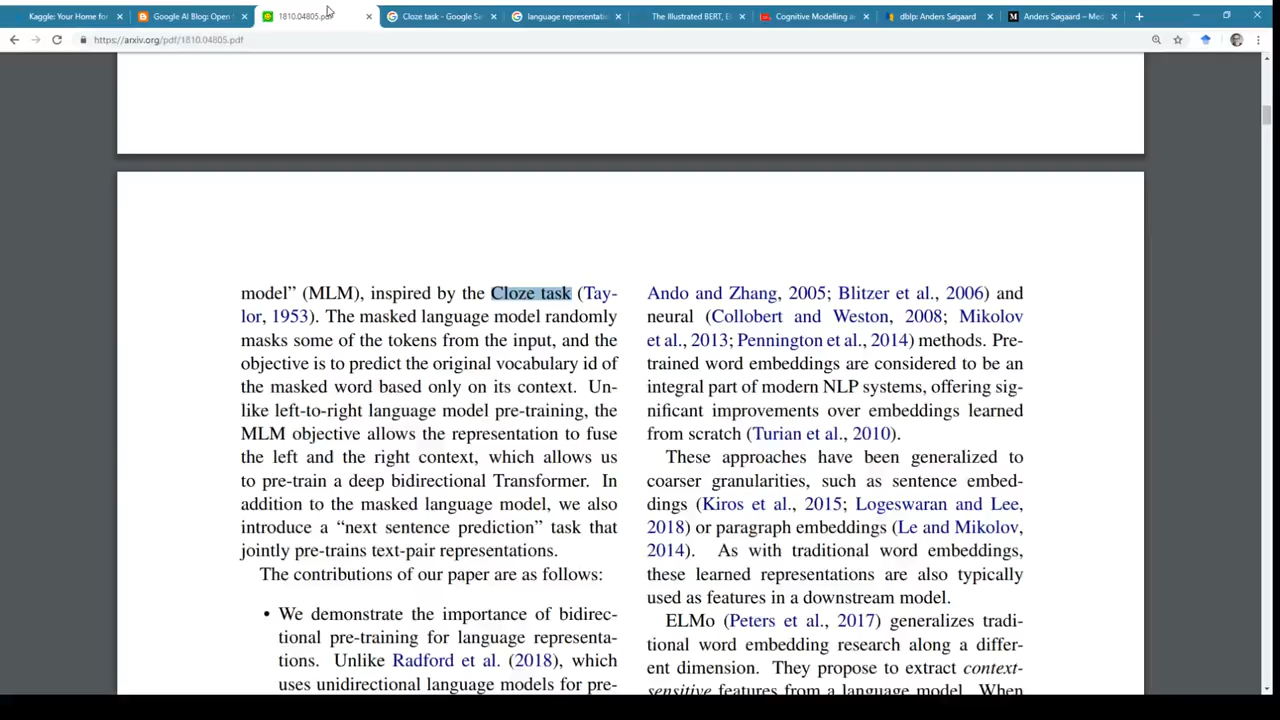 Kaggle: Your Home for
Google AI Blog: Open
1810.04805.pdf
Cloze task - Google Se
language representatio
The Illustrated BERT, E
Cognitive Modelling a
dblp: Anders Søgaard
Anders Søgaard – Me
https://arxiv.org/pdf/1810.04805.pdf
model” (MLM), inspired by the Cloze task (Tay-
lor, 1953). The masked language model randomly
masks some of the tokens from the input, and the
objective is to predict the original vocabulary id of
the masked word based only on its context. Un-
like left-to-right language model pre-training, the
MLM objective allows the representation to fuse
the left and the right context, which allows us
to pre-train a deep bidirectional Transformer. In
addition to the masked language model, we also
introduce a “next sentence prediction” task that
jointly pre-trains text-pair representations.
The contributions of our paper are as follows:
• We demonstrate the importance of bidirec-
tional pre-training for language representa-
tions. Unlike Radford et al. (2018), which
uses unidirectional language models for pre-
Ando and Zhang, 2005; Blitzer et al., 2006) and
neural (Collobert and Weston, 2008; Mikolov
et al., 2013; Pennington et al., 2014) methods. Pre-
trained word embeddings are considered to be an
integral part of modern NLP systems, offering sig-
nificant improvements over embeddings learned
from scratch (Turian et al., 2010).
These approaches have been generalized to
coarser granularities, such as sentence embed-
dings (Kiros et al., 2015; Logeswaran and Lee,
2018) or paragraph embeddings (Le and Mikolov,
2014). As with traditional word embeddings,
these learned representations are also typically
used as features in a downstream model.
ELMo (Peters et al., 2017) generalizes tradi-
tional word embedding research along a differ-
ent dimension. They propose to extract context-
sensitive features from a language model. When